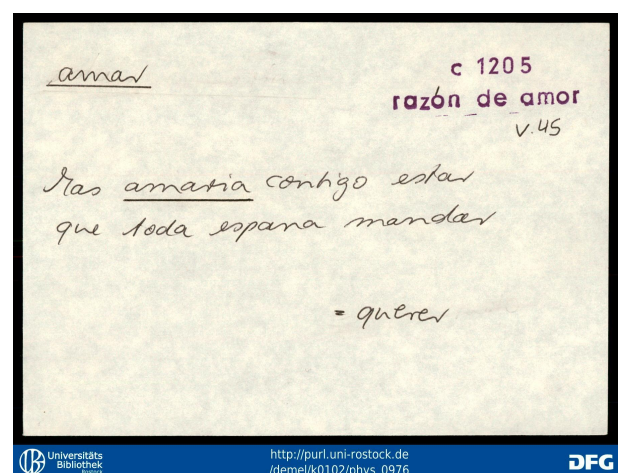 amar
c 1205
razón de amor
v.45
Mas amaria contigo estar
que toda espana mandar
= querer
Universitäts
Bibliothek
Rostock
http://purl.uni-rostock.de
/demel/k0102/phys_0976
DFG